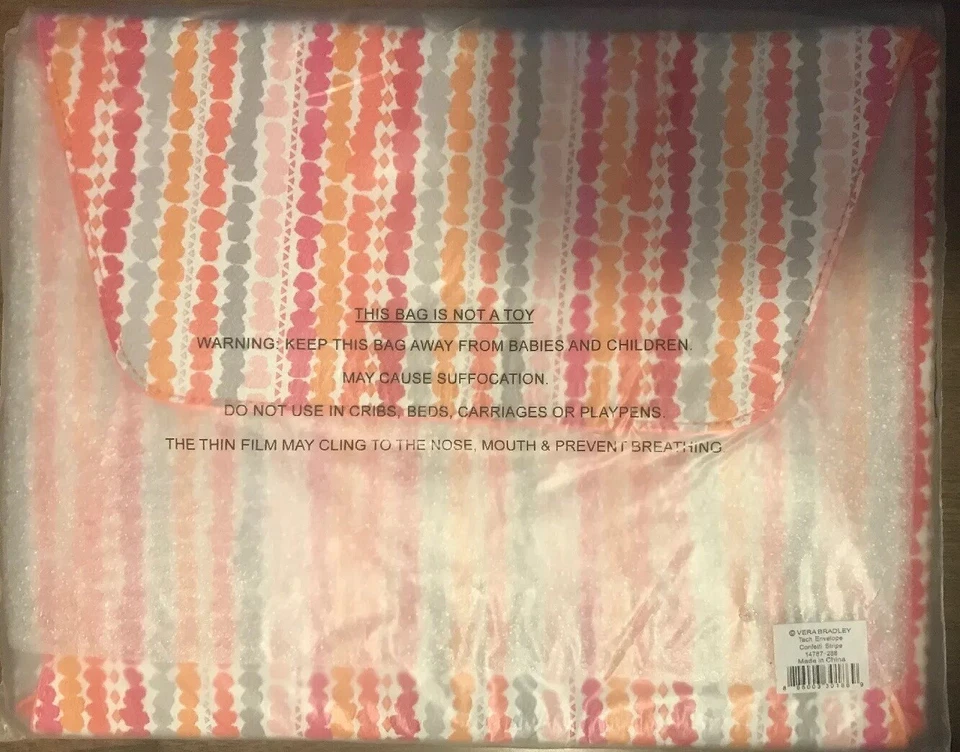 THIS BAG IS NOT A TOY
WARNING: KEEP THIS BAG AWAY FROM BABIES AND CHILDREN.
MAY CAUSE SUFFOCATION.
DO NOT USE IN CRIBS, BEDS, CARRIAGES OR PLAYPENS.
THE THIN FILM MAY CLING TO THE NOSE, MOUTH & PREVENT BREATHING
© VERA BRADLEY
Tech Envelope
Confetti Stripe
14787-288
Made in China